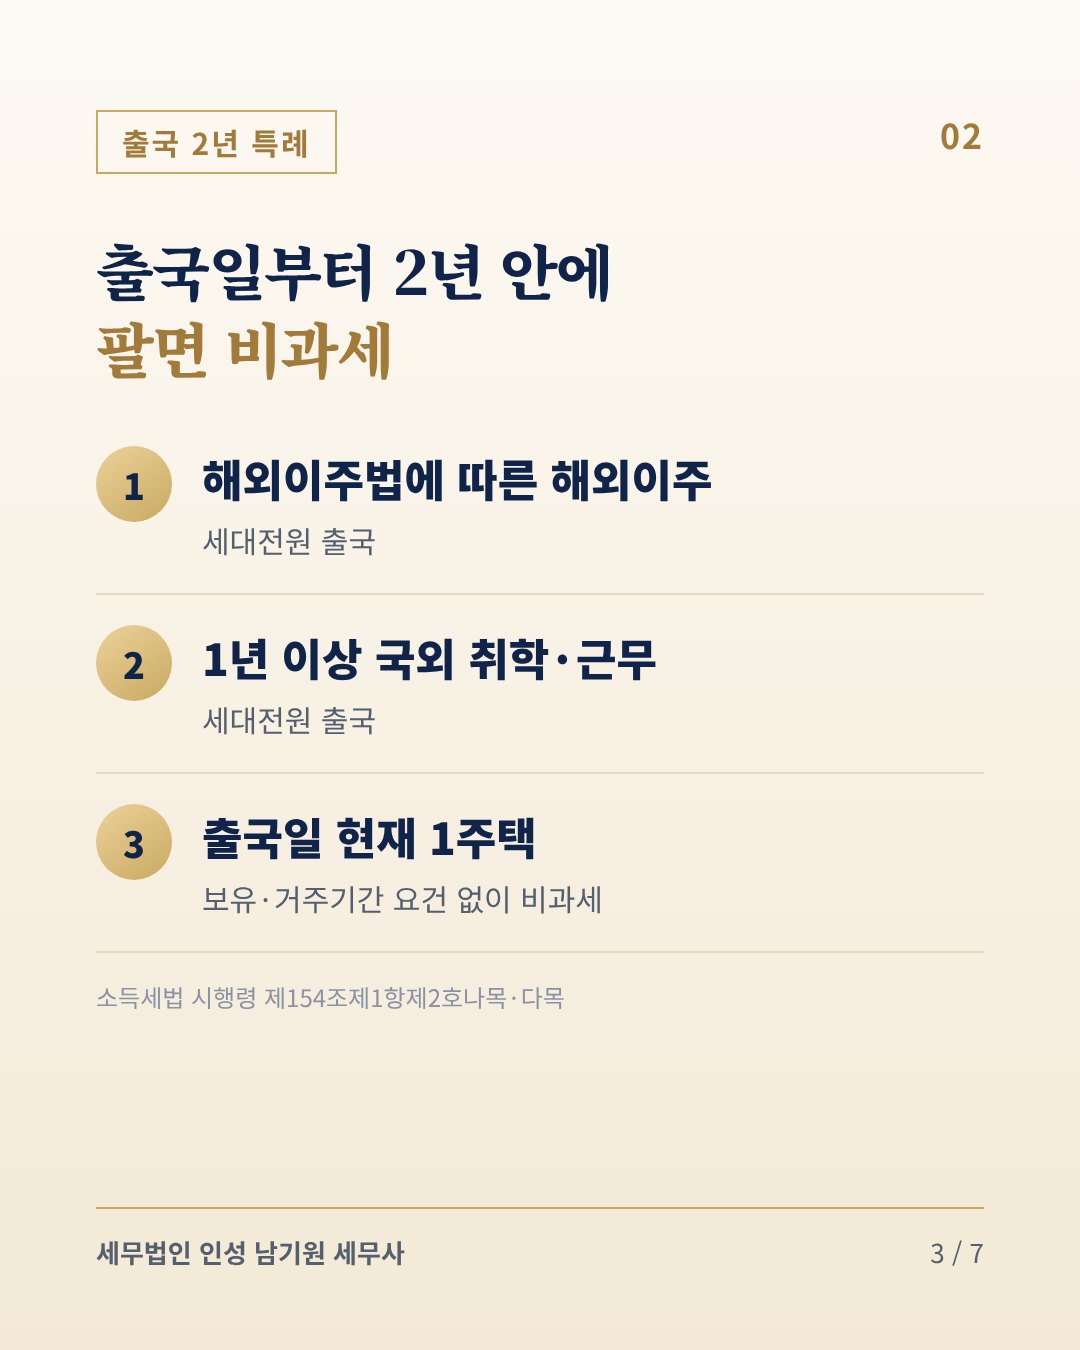 출국 2년 특례
02
출국일부터 2년 안에
팔면 비과세
1
해외이주법에 따른 해외이주
세대전원 출국
2
1년 이상 국외 취학·근무
세대전원 출국
3
출국일 현재 1주택
보유·거주기간 요건 없이 비과세
소득세법 시행령 제154조제1항제2호나목·다목
세무법인 인성 남기원 세무사
3 / 7